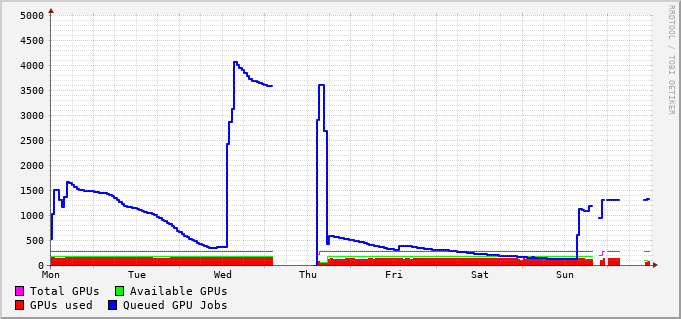 5000
4500
4000
3500
3000
2500
2000
1500
1000
500
0
Mon Tue Wed Thu Fri Sat Sun
Total GPUs Available GPUs
GPUs used Queued GPU Jobs
RRDTOOL / TOBI OETIKER